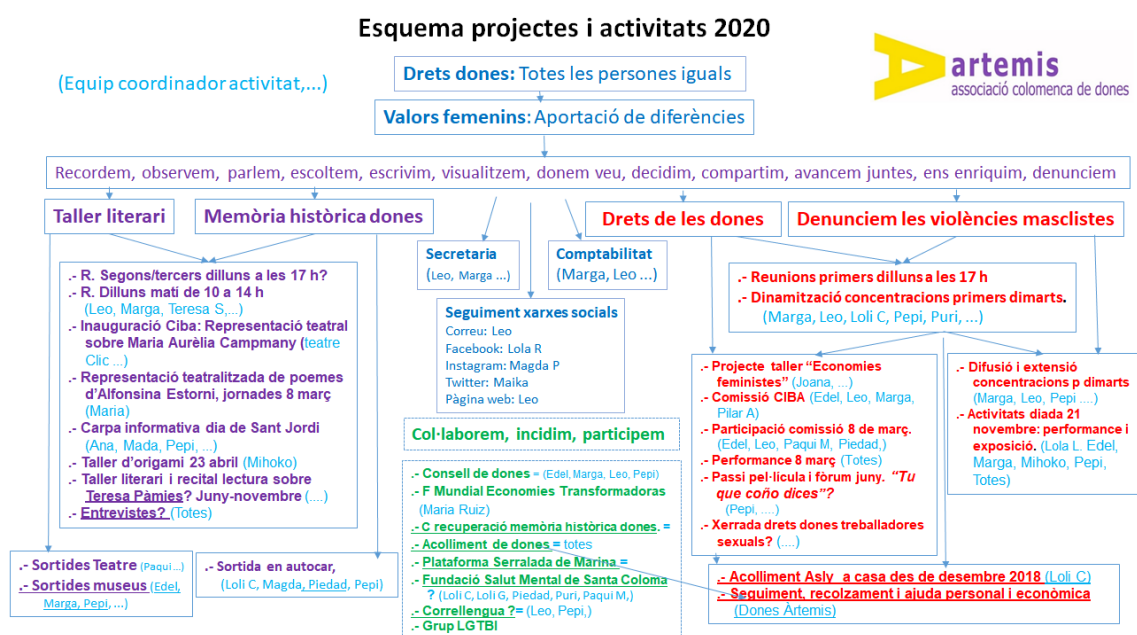 Esquema projectes i activitats 2020
artemis
associació colomenca de dones
(Equip coordinador activitat,...)
Drets dones: Totes les persones iguals
Valors femenins: Aportació de diferències
Recordem, observem, parlem, escoltem, escrivim, visualitzem, donem veu, decidim, compartim, avancem juntes, ens enriquim, denunciem
Taller literari
Memòria històrica dones
Drets de les dones
Denunciem les violències masclistes
Secretaria
(Leo, Marga ...)
Comptabilitat
(Marga, Leo ...)
.- R. Segons/tercers dilluns a les 17 h?
.- R. Dilluns matí de 10 a 14 h
(Leo, Marga, Teresa S,...)
.- Inauguració Ciba: Representació teatral
sobre Maria Aurèlia Campmany (teatre
Clic ...)
.- Representació teatralitzada de poemes
d’Alfonsina Estorni, jornades 8 març
(Maria)
.- Carpa informativa dia de Sant Jordi
(Ana, Mada, Pepi, ...)
.- Taller d’origami 23 abril (Mihoko)
.- Taller literari i recital lectura sobre
Teresa Pàmies? Juny-novembre (....)
.- Entrevistes? (Totes)
Seguiment xarxes socials
Correu: Leo
Facebook: Lola R
Instagram: Magda P
Twitter: Maika
Pàgina web: Leo
.- Reunions primers dilluns a les 17 h
.- Dinamització concentracions primers dimarts.
(Marga, Leo, Loli C, Pepi, Puri, ...)
.- Projecte taller “Economies
feministes” (Joana, ...)
.- Comissió CIBA (Edel, Leo, Marga,
Pilar A)
.- Participació comissió 8 de març.
(Edel, Leo, Paqui M, Piedad,)
.- Performance 8 març (Totes)
.- Passi pel·lícula i fòrum juny. “Tu
que coño dices”?
(Pepi, ....)
.- Xerrada drets dones treballadores
sexuals? (....)
.- Difusió i extensió
concentracions p dimarts
(Marga, Leo, Pepi ....)
.- Activitats diada 21
novembre: performance i
exposició. (Lola L. Edel,
Marga, Mihoko, Pepi,
Totes)
Col·laborem, incidim, participem
.- Consell de dones = (Edel, Marga, Leo, Pepi)
.- F Mundial Economies Transformadoras
(Maria Ruiz)
.- C recuperació memòria històrica dones. =
.- Acolliment de dones = totes
.- Plataforma Serralada de Marina =
.- Fundació Salut Mental de Santa Coloma
? (Loli C, Loli G, Piedad, Puri, Paqui M,)
.- Correllengua ?= (Leo, Pepi,)
.- Grup LGTBI
.- Sortides Teatre (Paqui...)
.- Sortides museus (Edel,
Marga, Pepi, ...)
.- Sortida en autocar,
(Loli C, Magda, Piedad, Pepi)
.- Acolliment Asly a casa des de desembre 2018 (Loli C)
.- Seguiment, recolzament i ajuda personal i econòmica
(Dones Àrtemis)